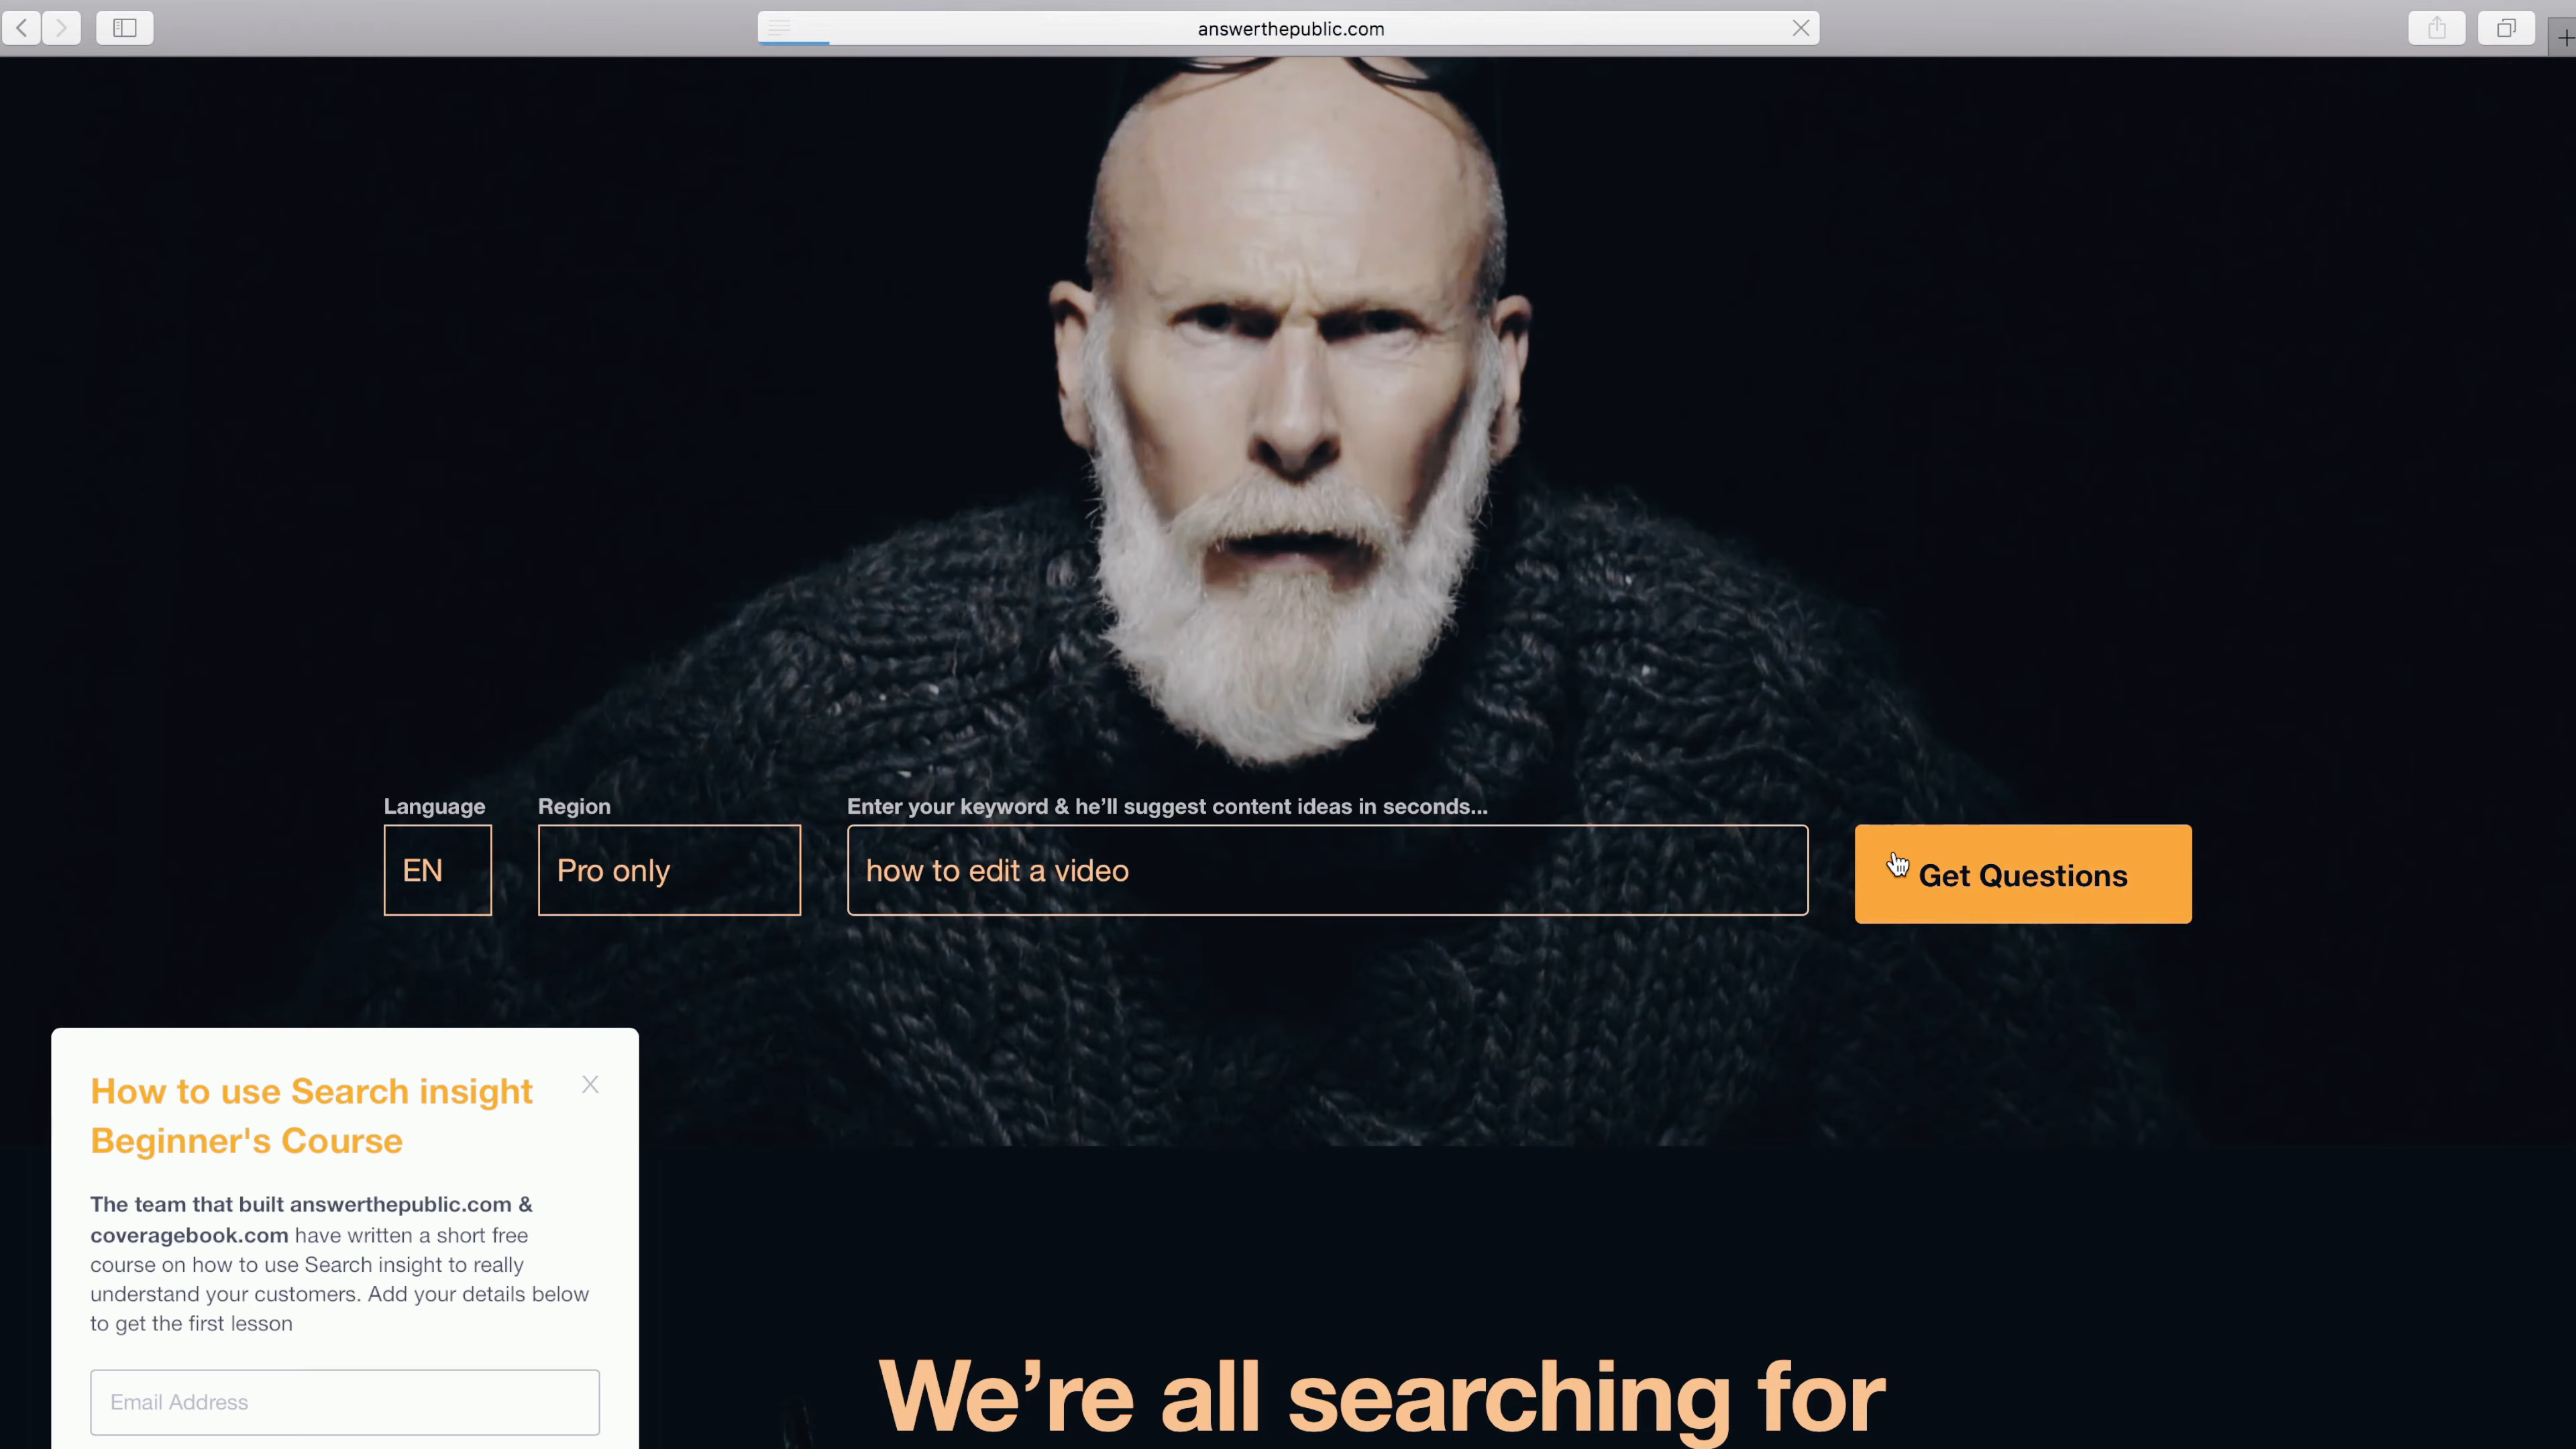 answerthepublic.com
Language
Region
Enter your keyword & he’ll suggest content ideas in seconds...
EN
Pro only
how to edit a video
Get Questions
How to use Search insight
Beginner's Course
The team that built answerthepublic.com &
coveragebook.com have written a short free
course on how to use Search insight to really
understand your customers. Add your details below
to get the first lesson
Email Address
We’re all searching for